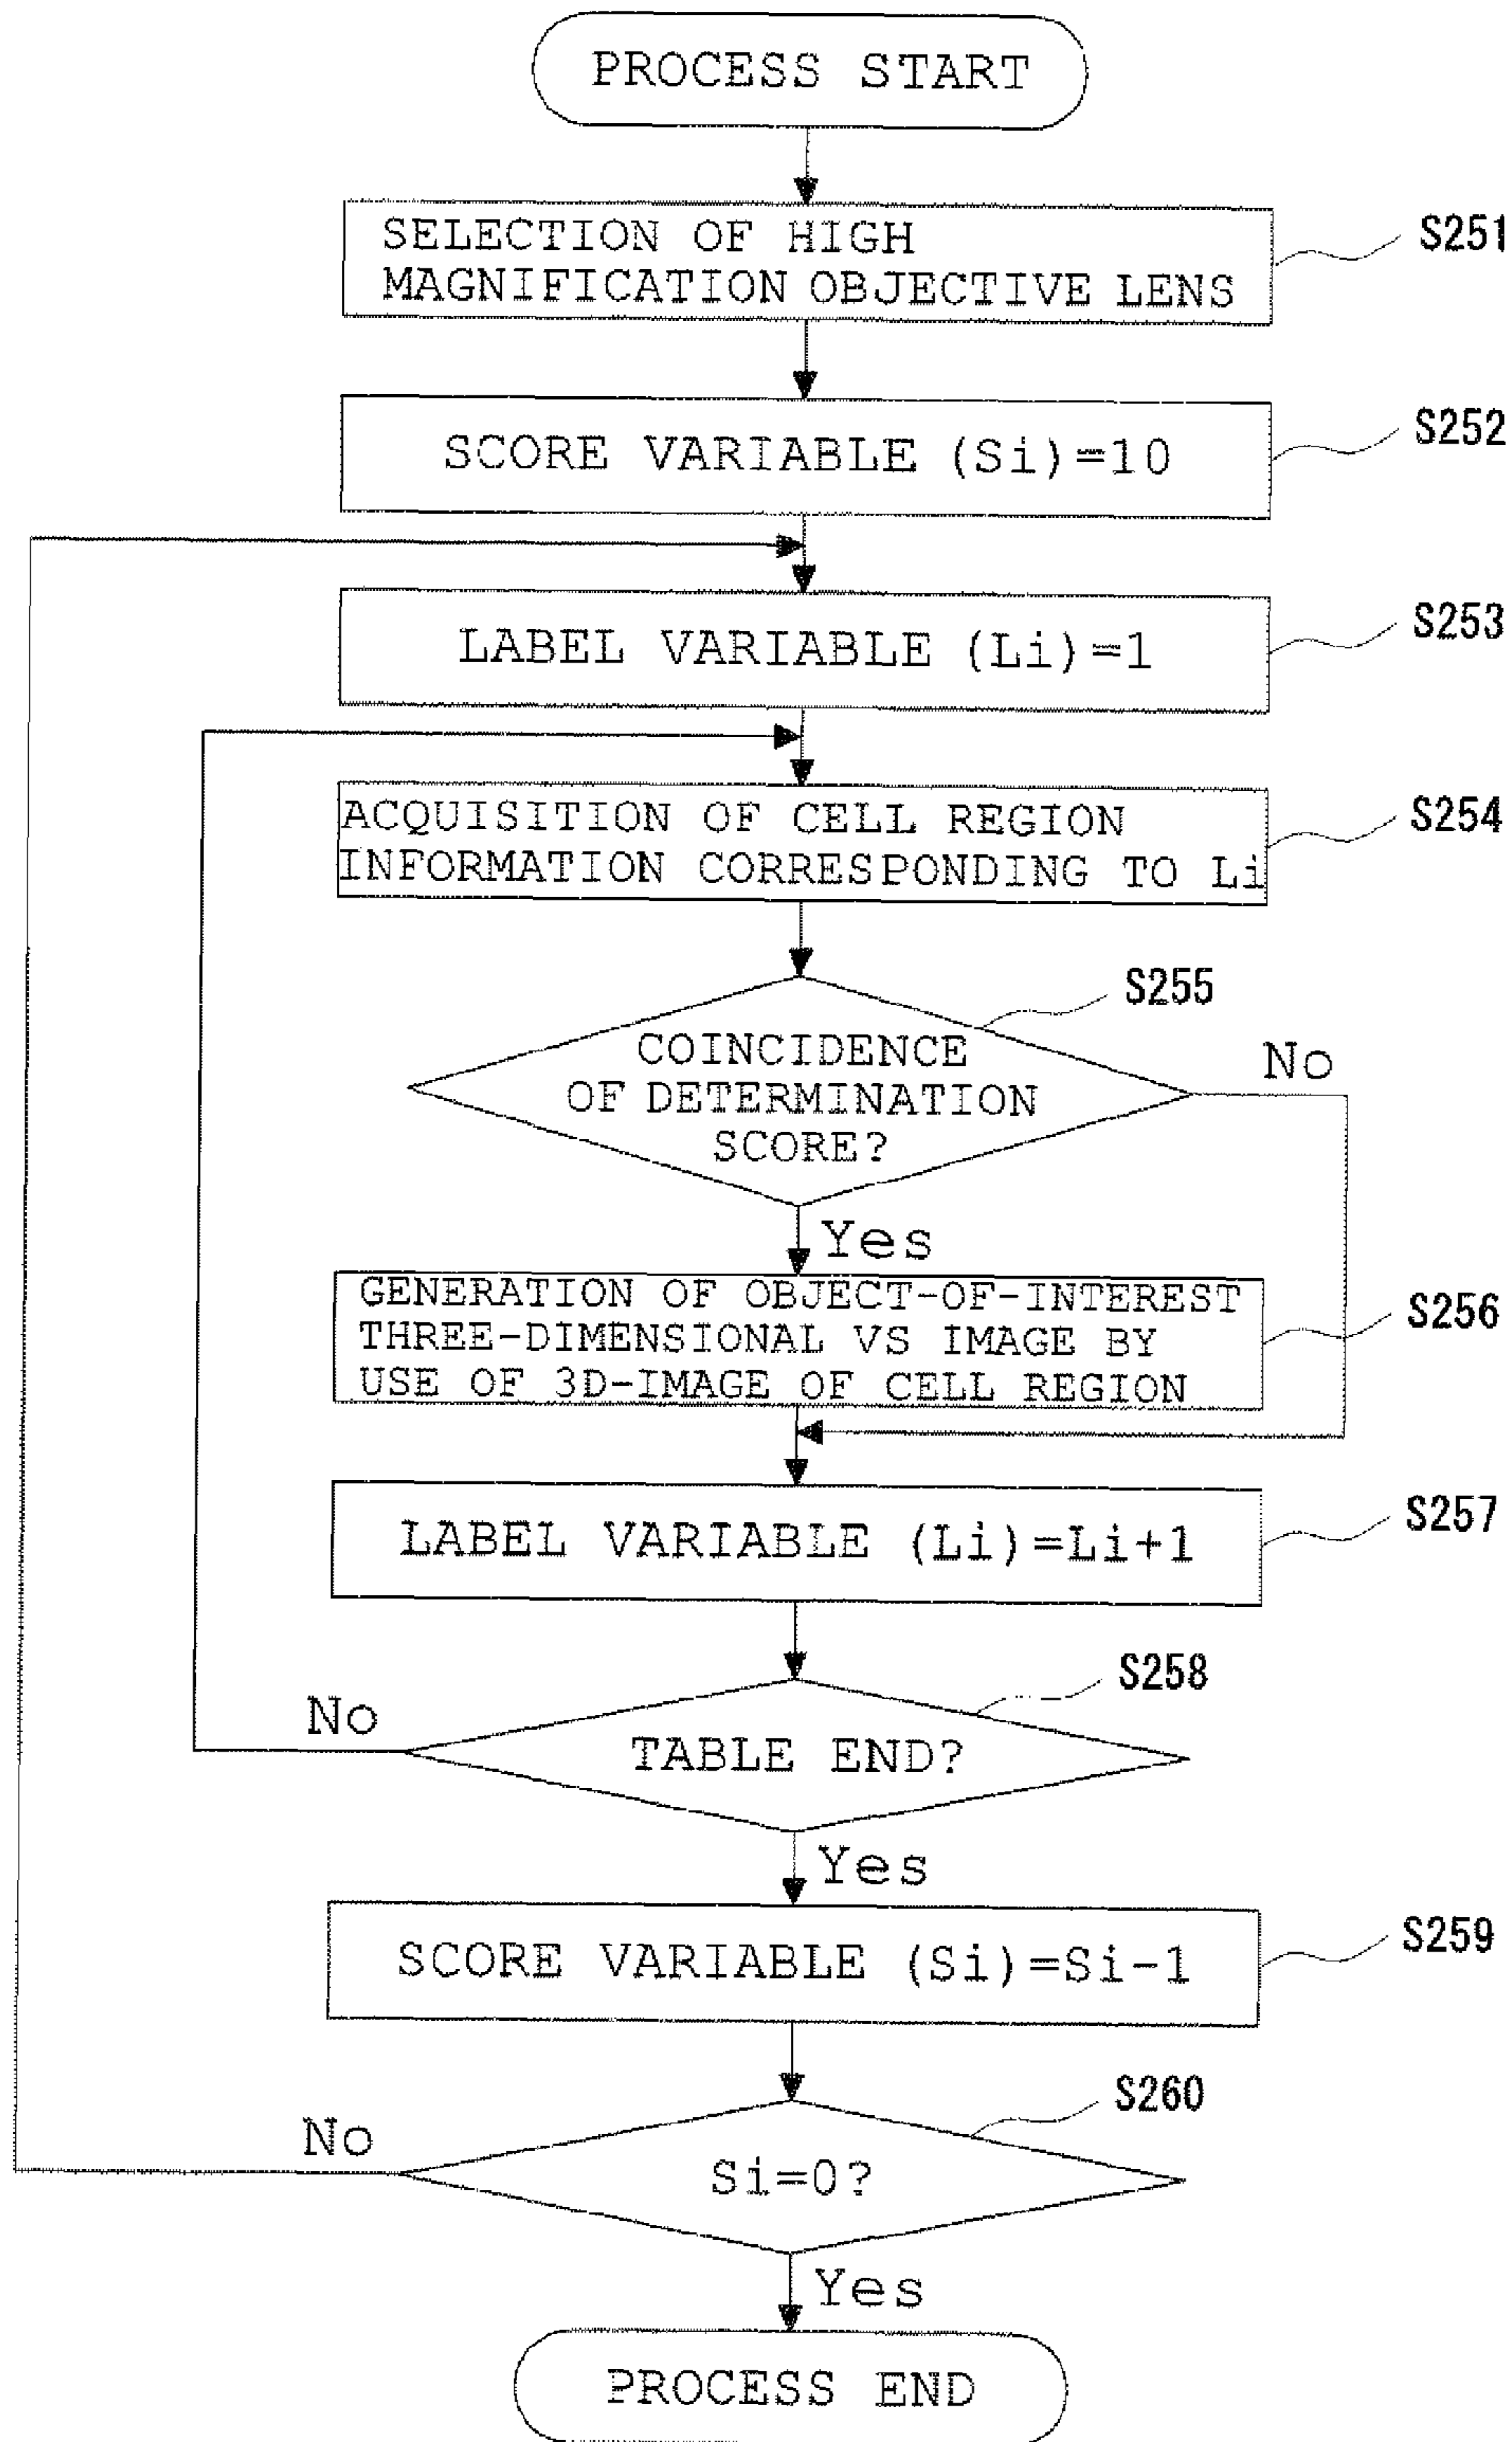 PROCESS START
SELECTION OF HIGH
MAGNIFICATION OBJECTIVE LENS
S251
SCORE VARIABLE (Si)=10
S252
LABEL VARIABLE (Li)=1
S253
ACQUISITION OF CELL REGION
INFORMATION CORRESPONDING TO Li
S254
S255
COINCIDENCE
OF DETERMINATION
SCORE?
No
Yes
GENERATION OF OBJECT-OF-INTEREST
THREE-DIMENSIONAL VS IMAGE BY
USE OF 3D-IMAGE OF CELL REGION
S256
LABEL VARIABLE (Li)=Li+1
S257
S258
No
TABLE END?
Yes
SCORE VARIABLE (Si)=Si-1
S259
S260
No
Si=0?
Yes
PROCESS END